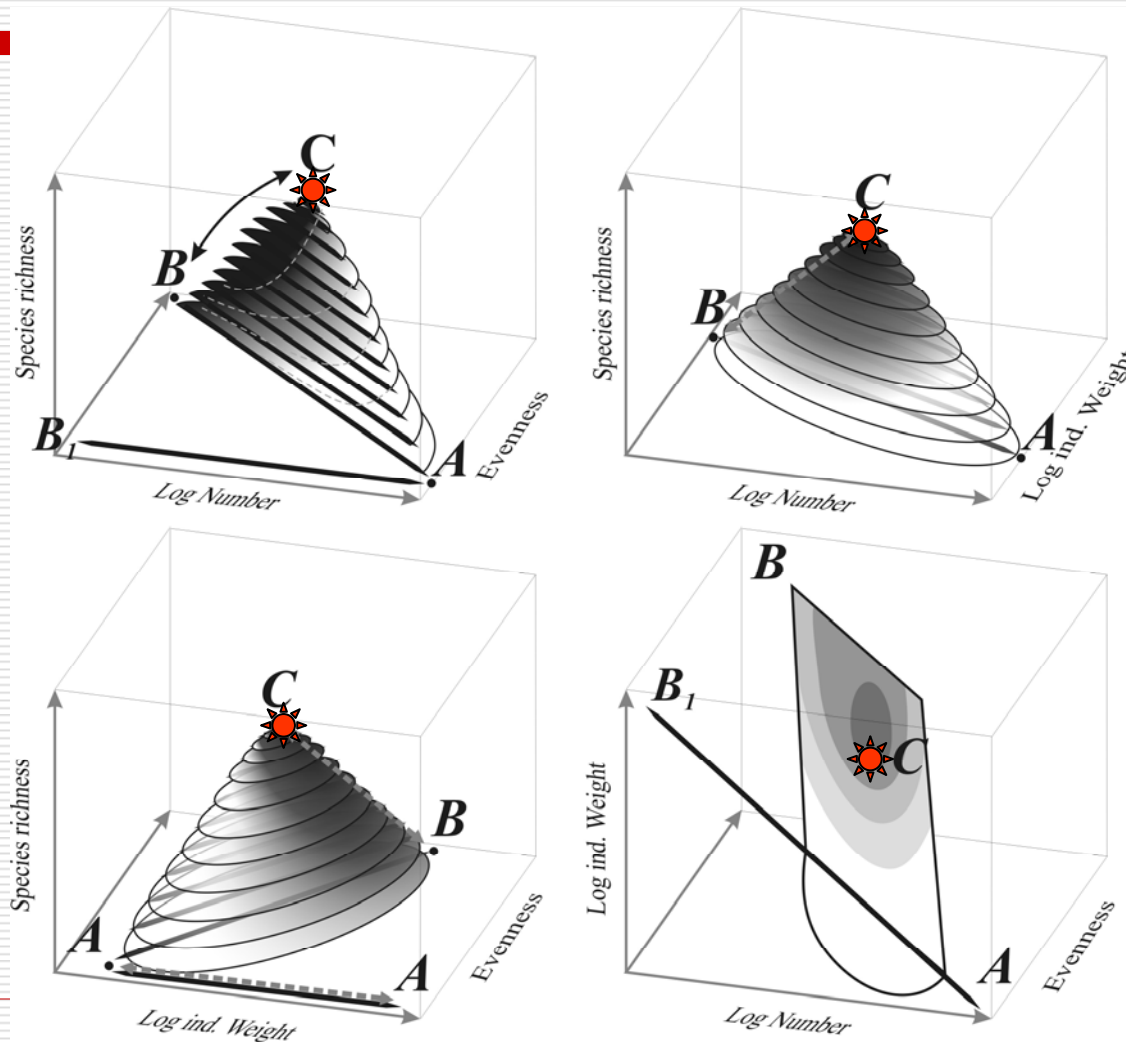 C
B
Species richness
B1
A
Evenness
Log Number
C
B
Species richness
A
Log ind. Weight
Log Number
C
B
Species richness
A
A
Evenness
Log ind. Weight
B
B1
C
Log ind. Weight
A
Evenness
Log Number